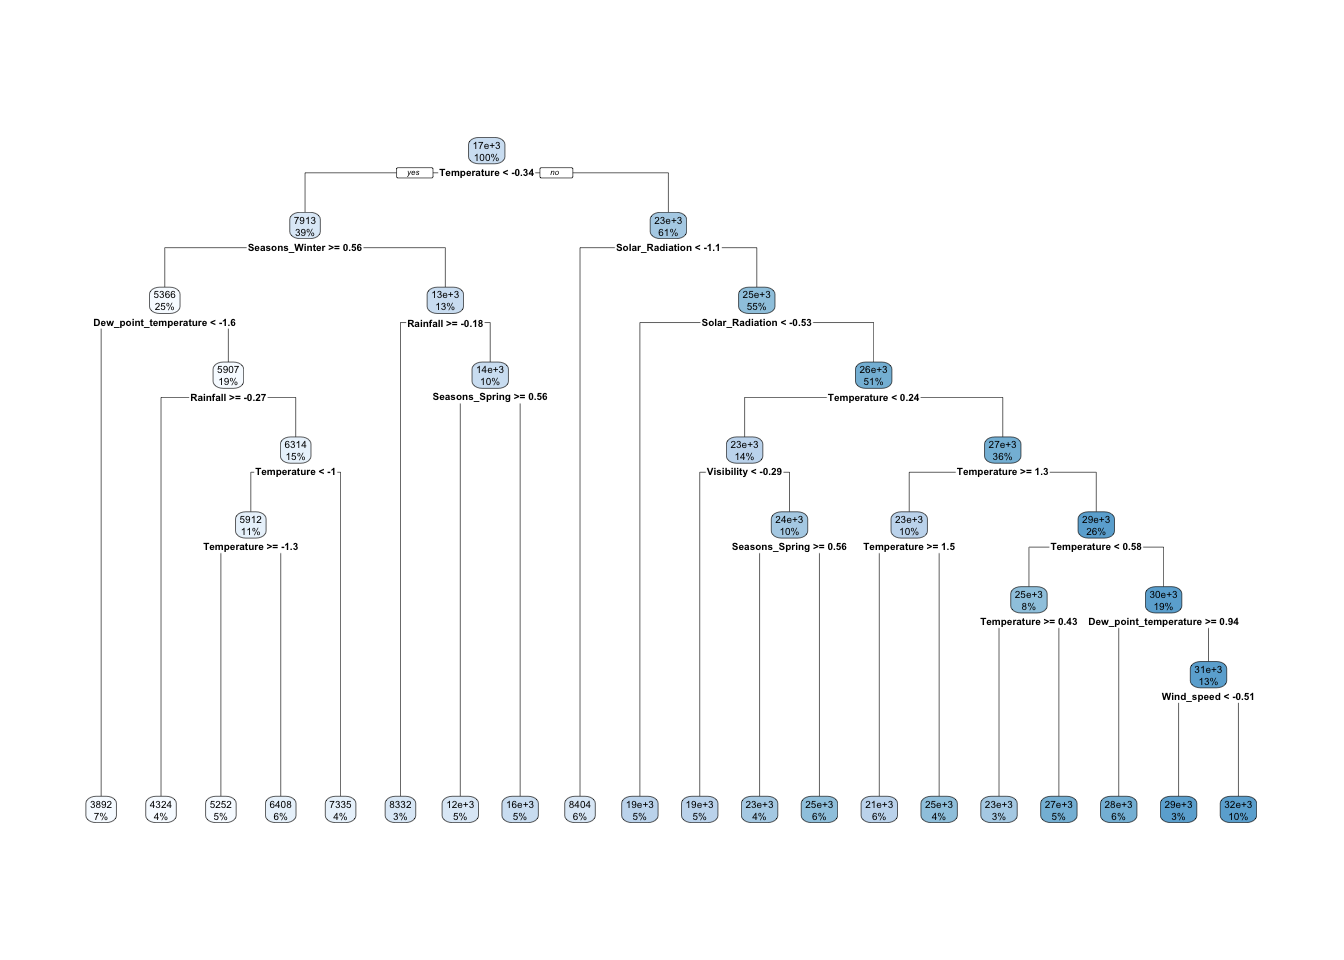 17e+3
100%
yes
Temperature < -0.34
no
7913
39%
23e+3
61%
Seasons_Winter >= 0.56
Solar_Radiation < -1.1
5366
25%
13e+3
13%
25e+3
55%
Dew_point_temperature < -1.6
Rainfall >= -0.18
Solar_Radiation < -0.53
5907
19%
14e+3
10%
26e+3
51%
Rainfall >= -0.27
Seasons_Spring >= 0.56
Temperature < 0.24
6314
15%
23e+3
14%
27e+3
36%
Temperature < -1
Visibility < -0.29
Temperature >= 1.3
5912
11%
24e+3
10%
23e+3
10%
29e+3
26%
Temperature >= -1.3
Seasons_Spring >= 0.56
Temperature >= 1.5
Temperature < 0.58
25e+3
8%
30e+3
19%
Temperature >= 0.43
Dew_point_temperature >= 0.94
31e+3
13%
Wind_speed < -0.51
3892
7%
4324
4%
5252
5%
6408
6%
7335
4%
8332
3%
12e+3
5%
16e+3
5%
8404
6%
19e+3
5%
19e+3
5%
23e+3
4%
25e+3
6%
21e+3
6%
25e+3
4%
23e+3
3%
27e+3
5%
28e+3
6%
29e+3
3%
32e+3
10%